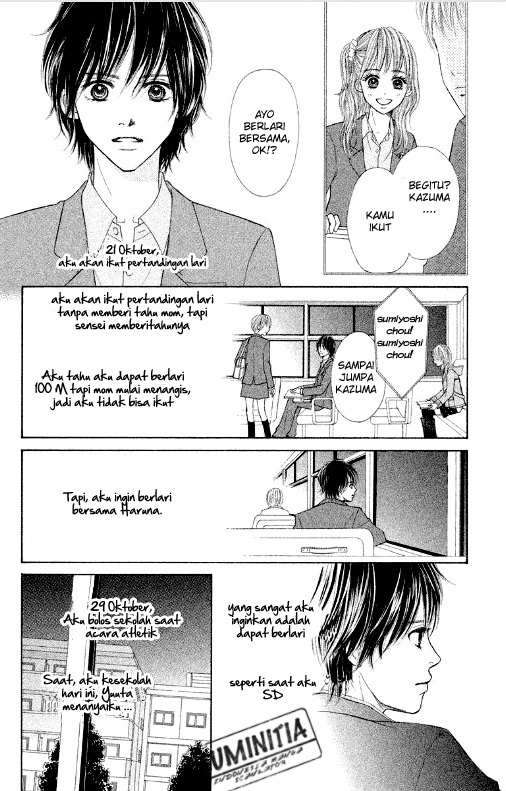 BEGITU?
KAZUMA
....
KAMU
IKUT
AYO
BERLARI
BERSAMA,
OK!?
21 Oktober,
aku akan ikut pertandingan lari
aku akan ikut pertandingan lari
tanpa memberi tahu mom, tapi
sensei memberitahunya
sumiyoshi
chou!
sumiyoshi
chou!
SAMPAI
JUMPA
KAZUMA
Aku tahu aku dapat berlari
100 M tapi mom mulai menangis,
jadi aku tidak bisa ikut
Tapi, aku ingin berlari
bersama Haruna.
yang sangat aku
inginkan adalah
dapat berlari
seperti saat aku
SD
29 Oktober,
Aku bolos sekolah saat
acara atletik
Saat, aku kesekolah
hari ini, Yuuta
menanyaiku ...
UMINITIA
INDONESIA MANGA
SCANLATOR